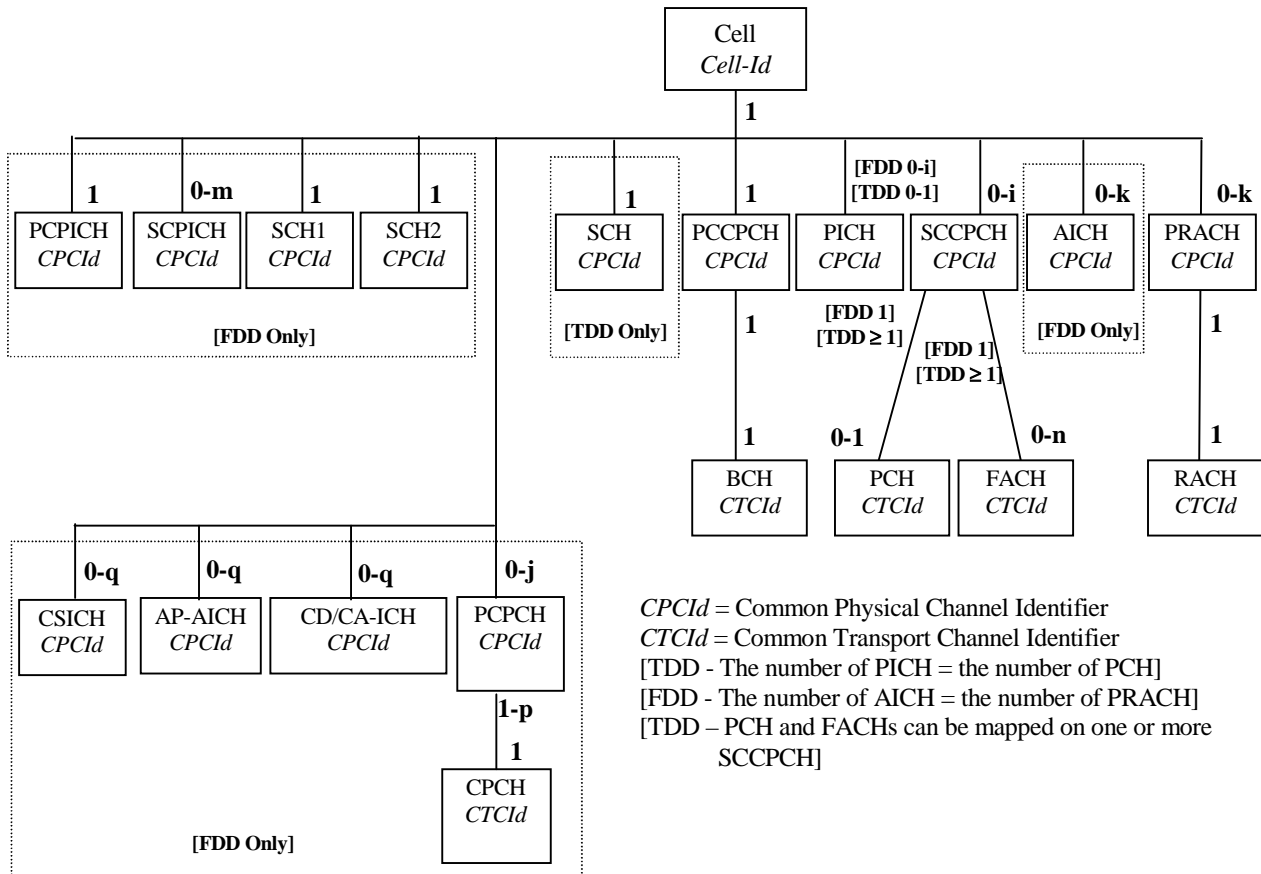 Cell
Cell-Id
1
1
0-m
1
1
1
1
[FDD 0-i]
[TDD 0-1]
0-i
0-k
0-k
PCPICH
CPCId
SCPICH
CPCId
SCH1
CPCId
SCH2
CPCId
SCH
CPCId
PCCPCH
CPCId
PICH
CPCId
SCCPCH
CPCId
AICH
CPCId
PRACH
CPCId
[FDD Only]
[TDD Only]
1
[FDD 1]
[TDD ≥ 1]
[FDD 1]
[TDD ≥ 1]
[FDD Only]
1
1
0-1
0-n
1
BCH
CTCId
PCH
CTCId
FACH
CTCId
RACH
CTCId
0-q
0-q
0-q
0-j
CSICH
CPCId
AP-AICH
CPCId
CD/CA-ICH
CPCId
PCPCH
CPCId
1-p
1
CPCH
CTCId
[FDD Only]
CPCId = Common Physical Channel Identifier
CTCId = Common Transport Channel Identifier
[TDD - The number of PICH = the number of PCH]
[FDD - The number of AICH = the number of PRACH]
[TDD – PCH and FACHs can be mapped on one or more
SCCPCH]